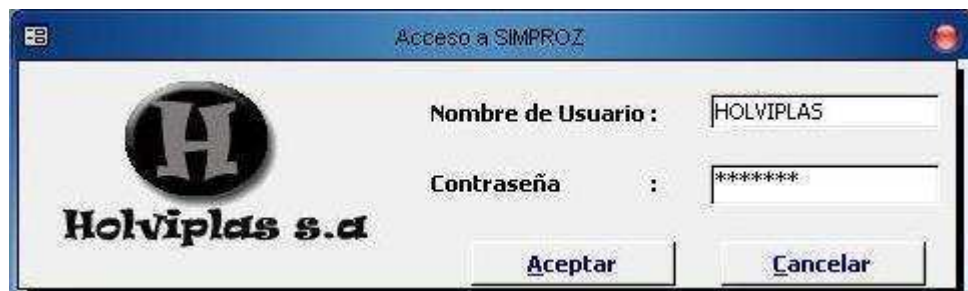 Acceso a SIMPROZ
H
Holviplas s.a
Nombre de Usuario : HOLVIPLAS
Contraseña : *******
Aceptar Cancelar